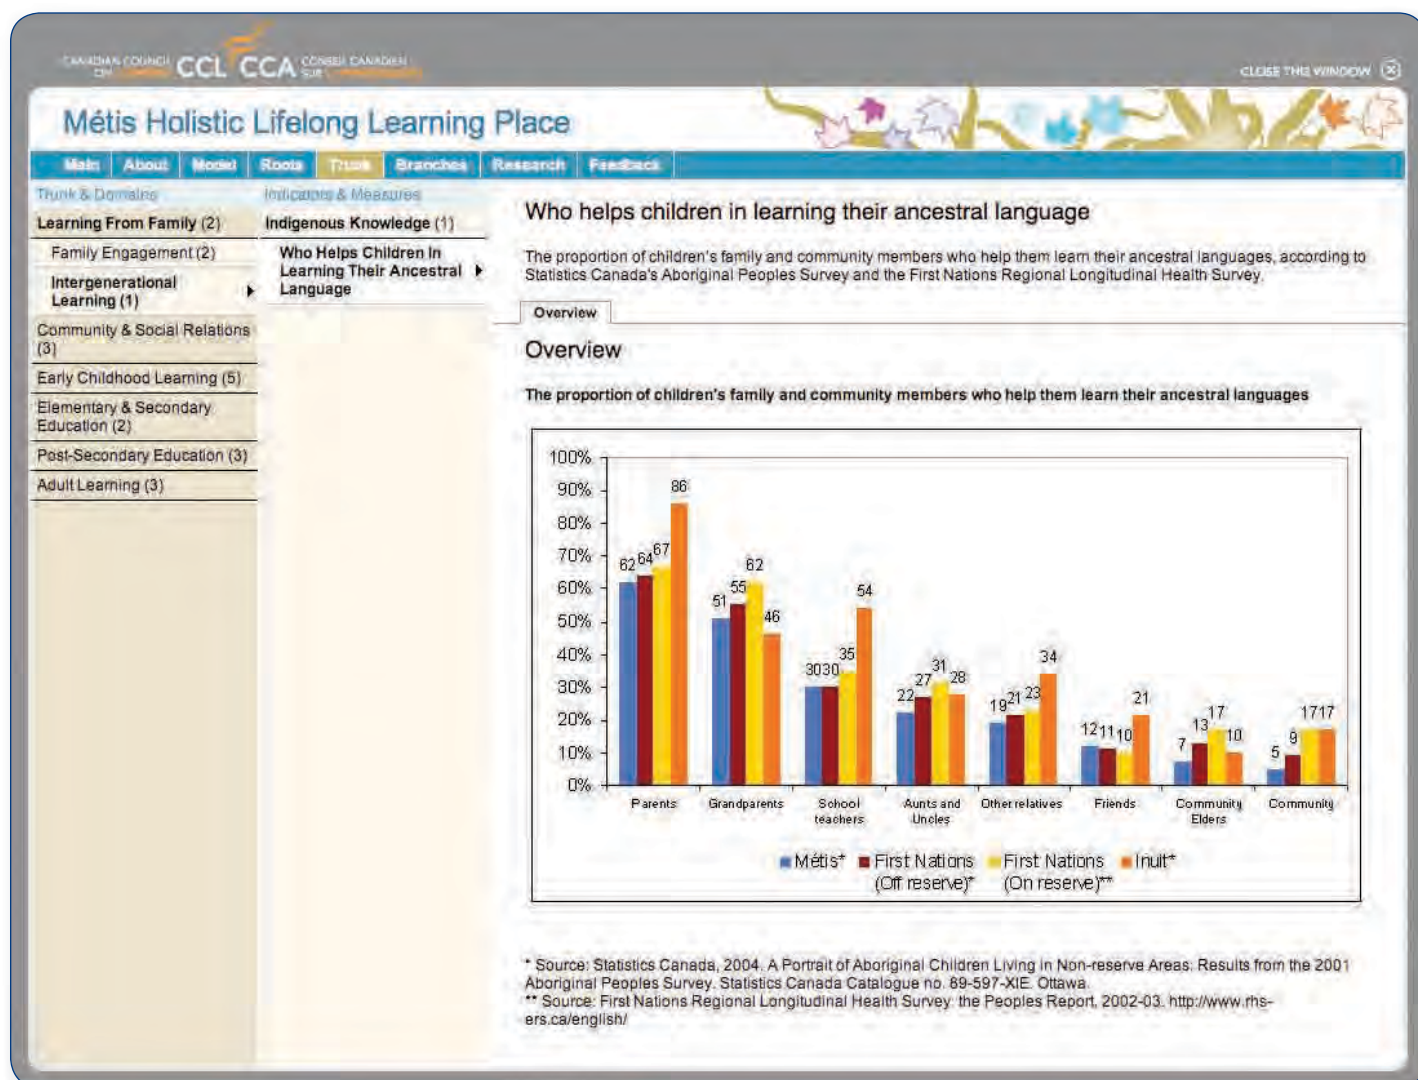 CANADIAN COUNCIL CCL CCA CONSEIL CANADIEN
ON SUR
CLOSE THIS WINDOW
Métis Holistic Lifelong Learning Place
Main About Model Roots Trunk Branches Research Feedback
Trunk & Domains
Learning From Family (2)
Family Engagement (2)
Intergenerational
Learning (1)
Community & Social Relations
(3)
Early Childhood Learning (5)
Elementary & Secondary
Education (2)
Post-Secondary Education (3)
Adult Learning (3)
Indicators & Measures
Indigenous Knowledge (1)
Who Helps Children In
Learning Their Ancestral
Language
Who helps children in learning their ancestral language
The proportion of children's family and community members who help them learn their ancestral languages, according to
Statistics Canada's Aboriginal Peoples Survey and the First Nations Regional Longitudinal Health Survey.
Overview
Overview
The proportion of children's family and community members who help them learn their ancestral languages
100%
90%
80%
70%
60%
50%
40%
30%
20%
10%
0%
62 64 67 86
51 55 62 46
30 30 35 54
22 27 31 28
19 21 23 34
12 11 10 21
7 13 17 10
5 9 17 17
Parents Grandparents School Aunts and Other relatives Friends Community Community
teachers Uncles Elders
Métis* First Nations First Nations Inuit*
(Off reserve)* (On reserve)**
* Source: Statistics Canada, 2004. A Portrait of Aboriginal Children Living in Non-reserve Areas: Results from the 2001
Aboriginal Peoples Survey. Statistics Canada Catalogue no. 89-597-XIE. Ottawa.
** Source: First Nations Regional Longitudinal Health Survey: the Peoples Report, 2002-03. http://www.rhs-
ers.ca/english/